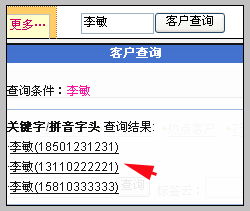 更多… 李敏 客户查询
客户查询
查询条件：李敏
关键字/拼音字头 查询结果:
·李敏(18501231231)
·李敏(13110222221)
·李敏(15810333333)